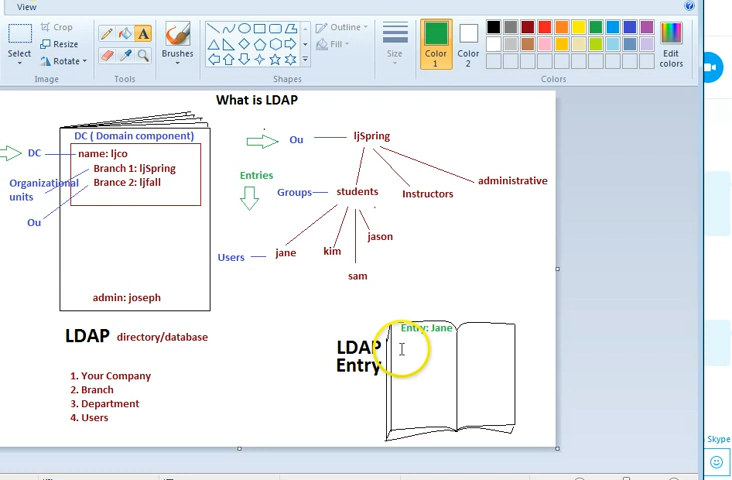 View
Crop
Select
Resize
Rotate
Image
Tools
Brushes
Shapes
Outline
Fill
Size
Color
1
Color
2
Edit
colors
Colors
What is LDAP
DC ( Domain component)
DC
name: ljco
Branch 1: ljSpring
Brance 2: ljfall
Organizational
units
Ou
admin: joseph
LDAP directory/database
1. Your Company
2. Branch
3. Department
4. Users
Ou
ljSpring
Entries
Groups
students
Instructors
administrative
Users
jane
kim
jason
sam
LDAP
Entry
Entry: Jane
Skype